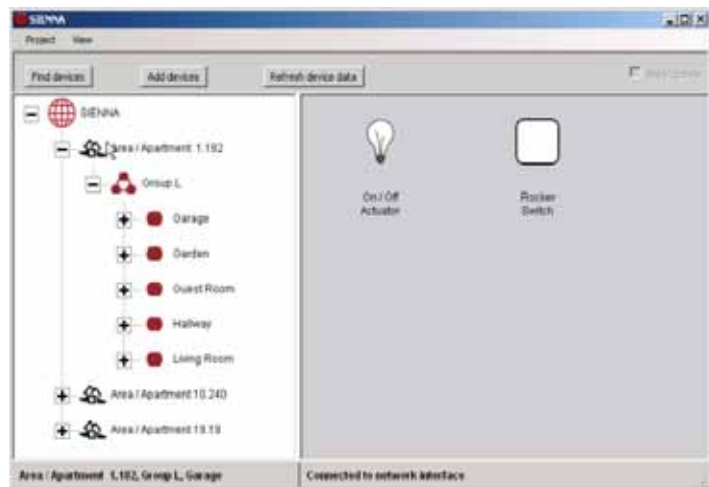 SIENNA
Project View
Find devices Add devices Refresh device data
SIENNA
Area / Apartment 1.182
Group L
Garage
Garden
Guest Room
Hallway
Living Room
Area / Apartment 10.240
Area / Apartment 19.19
On / Off
Actuator
Rocker
Switch
Area / Apartment 1.182, Group L, Garage
Connected to network interface